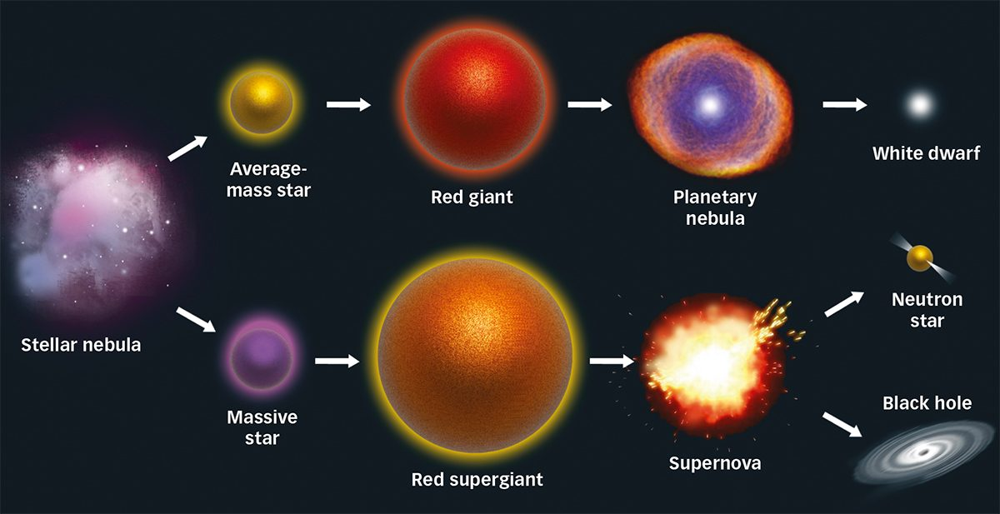 Stellar nebula
Average-
mass star
Red giant
Planetary
nebula
White dwarf
Massive
star
Red supergiant
Supernova
Neutron
star
Black hole